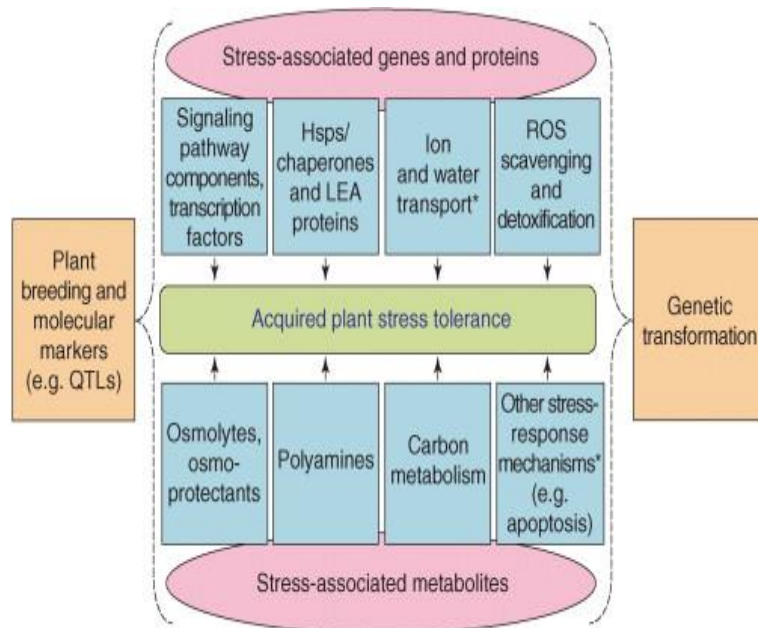 Stress-associated genes and proteins
Signaling
pathway
components,
transcription
factors
Hsps/
chaperones
and LEA
proteins
Ion
and water
transport*
ROS
scavenging
and
detoxification
Plant
breeding and
molecular
markers
(e.g. QTLs)
Acquired plant stress tolerance
Genetic
transformation
Osmolytes,
osmo-
protectants
Polyamines
Carbon
metabolism
Other stress-
response
mechanisms*
(e.g.
apoptosis)
Stress-associated metabolites